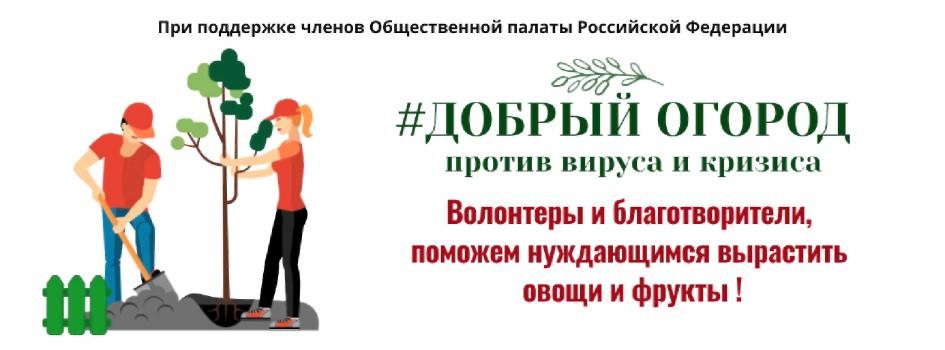 При поддержке членов Общественной палаты Российской Федерации
#ДОБРЫЙ ОГОРОД
против вируса и кризиса
Волонтеры и благотворители,
поможем нуждающимся вырастить
овощи и фрукты !